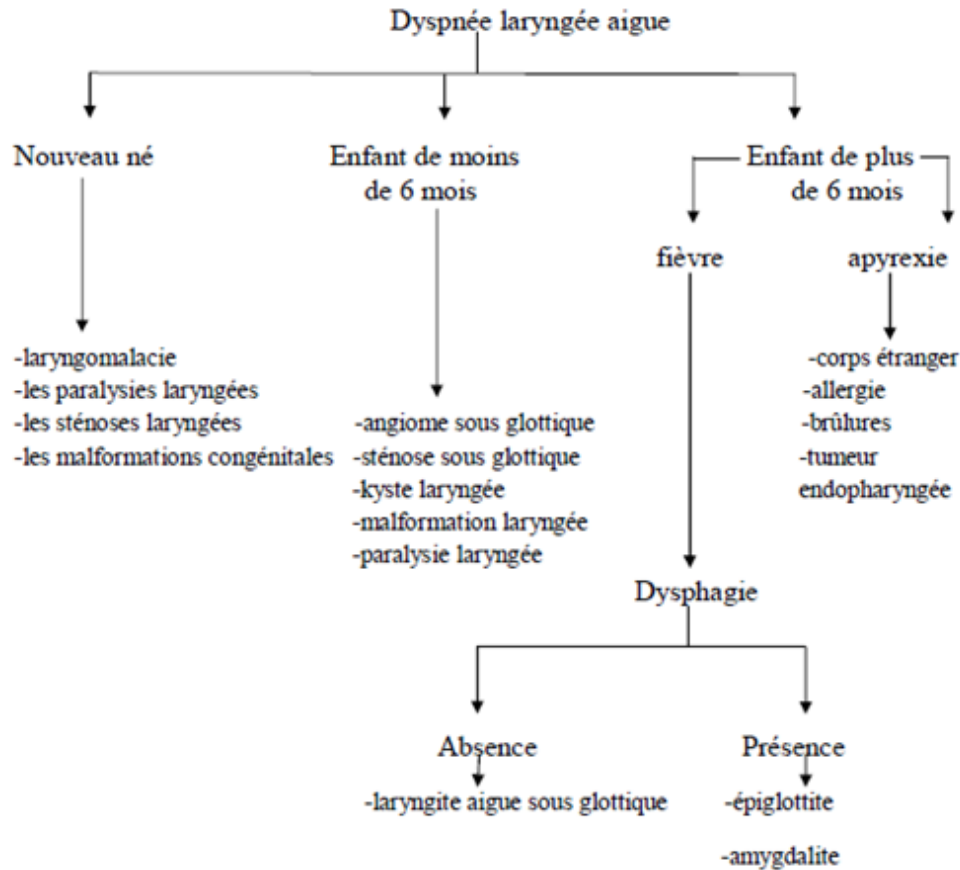 Dyspnée laryngée aigue
Nouveau né
Enfant de moins
de 6 mois
Enfant de plus
de 6 mois
fièvre
apyrexie
-laryngomalacie
-les paralysies laryngées
-les sténoses laryngées
-les malformations congénitales
-angiome sous glottique
-sténose sous glottique
-kyste laryngée
-malformation laryngée
-paralysie laryngée
-corps étranger
-allergie
-brûlures
-tumeur
endopharyngée
Dysphagie
Absence
Présence
-laryngite aigue sous glottique
-épiglottite
-amygdalite